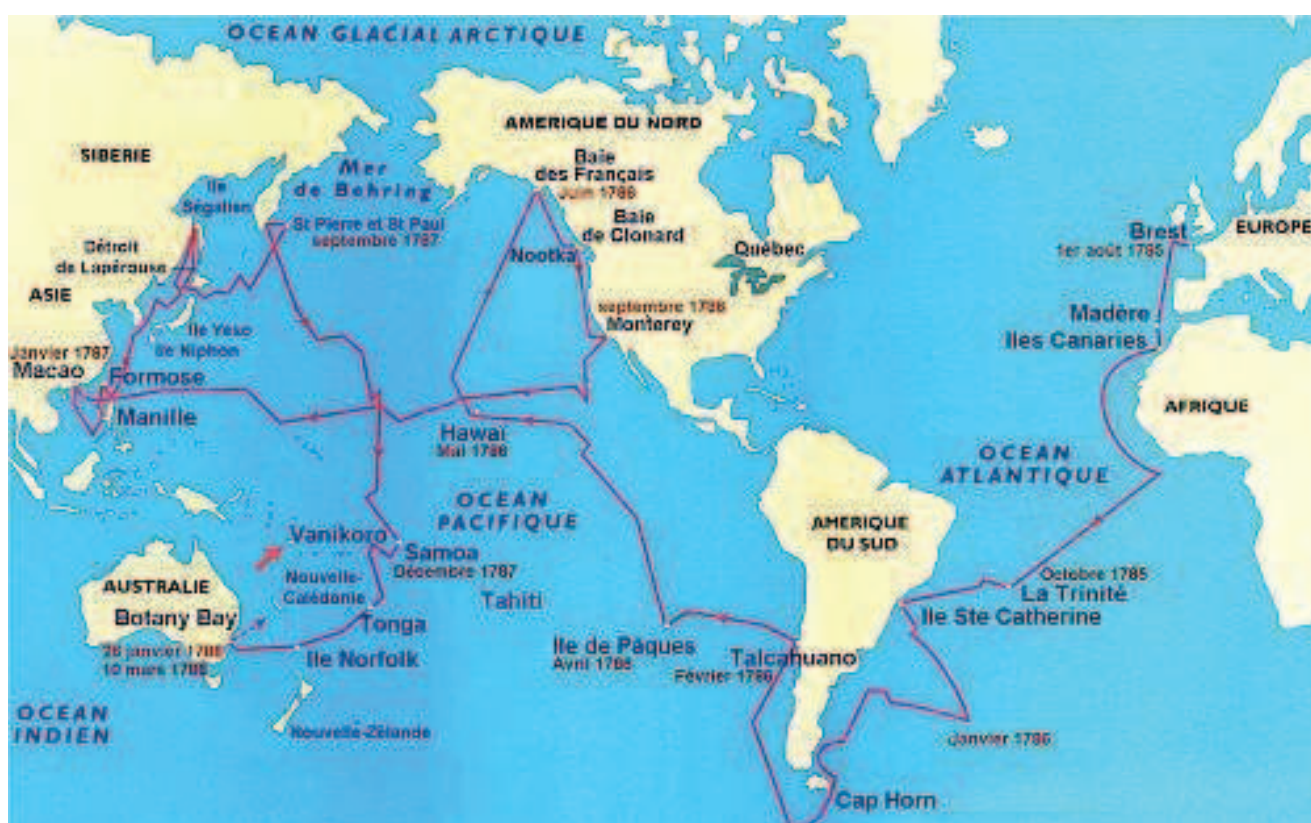 OCEAN GLACIAL ARCTIQUE
AMERIQUE DU NORD
SIBERIE
Mer
de Bohring
Ile
Ségalien
Baie
des Français
Juin 1786
Baie
de Clonard
St Pierre et St Paul
septembre 1787
Détroit
de Lapérouse
Nootka
Québec
Brest
1er août 1785
EUROPE
ASIE
septembre 1786
Monterey
Madère
Iles Canaries
Ile Yeso
Ile Niphon
Janvier 1787
Macao
Formose
Manille
AFRIQUE
Hawaï
Mai 1786
OCEAN
ATLANTIQUE
OCEAN
PACIFIQUE
AMERIQUE
DU SUD
Vanikoro
Samoa
Décembre 1787
AUSTRALIE
Nouvelle-
Calédonie
Tahiti
Octobre 1785
La Trinité
Botany Bay
Tonga
Ile Ste Catherine
26 janvier 1788
10 mars 1788
Ile Norfolk
Ile de Pâques
Avril 1786
Talcahuano
Février 1786
OCEAN
INDIEN
Nouvelle-Zélande
Janvier 1786
Cap Horn